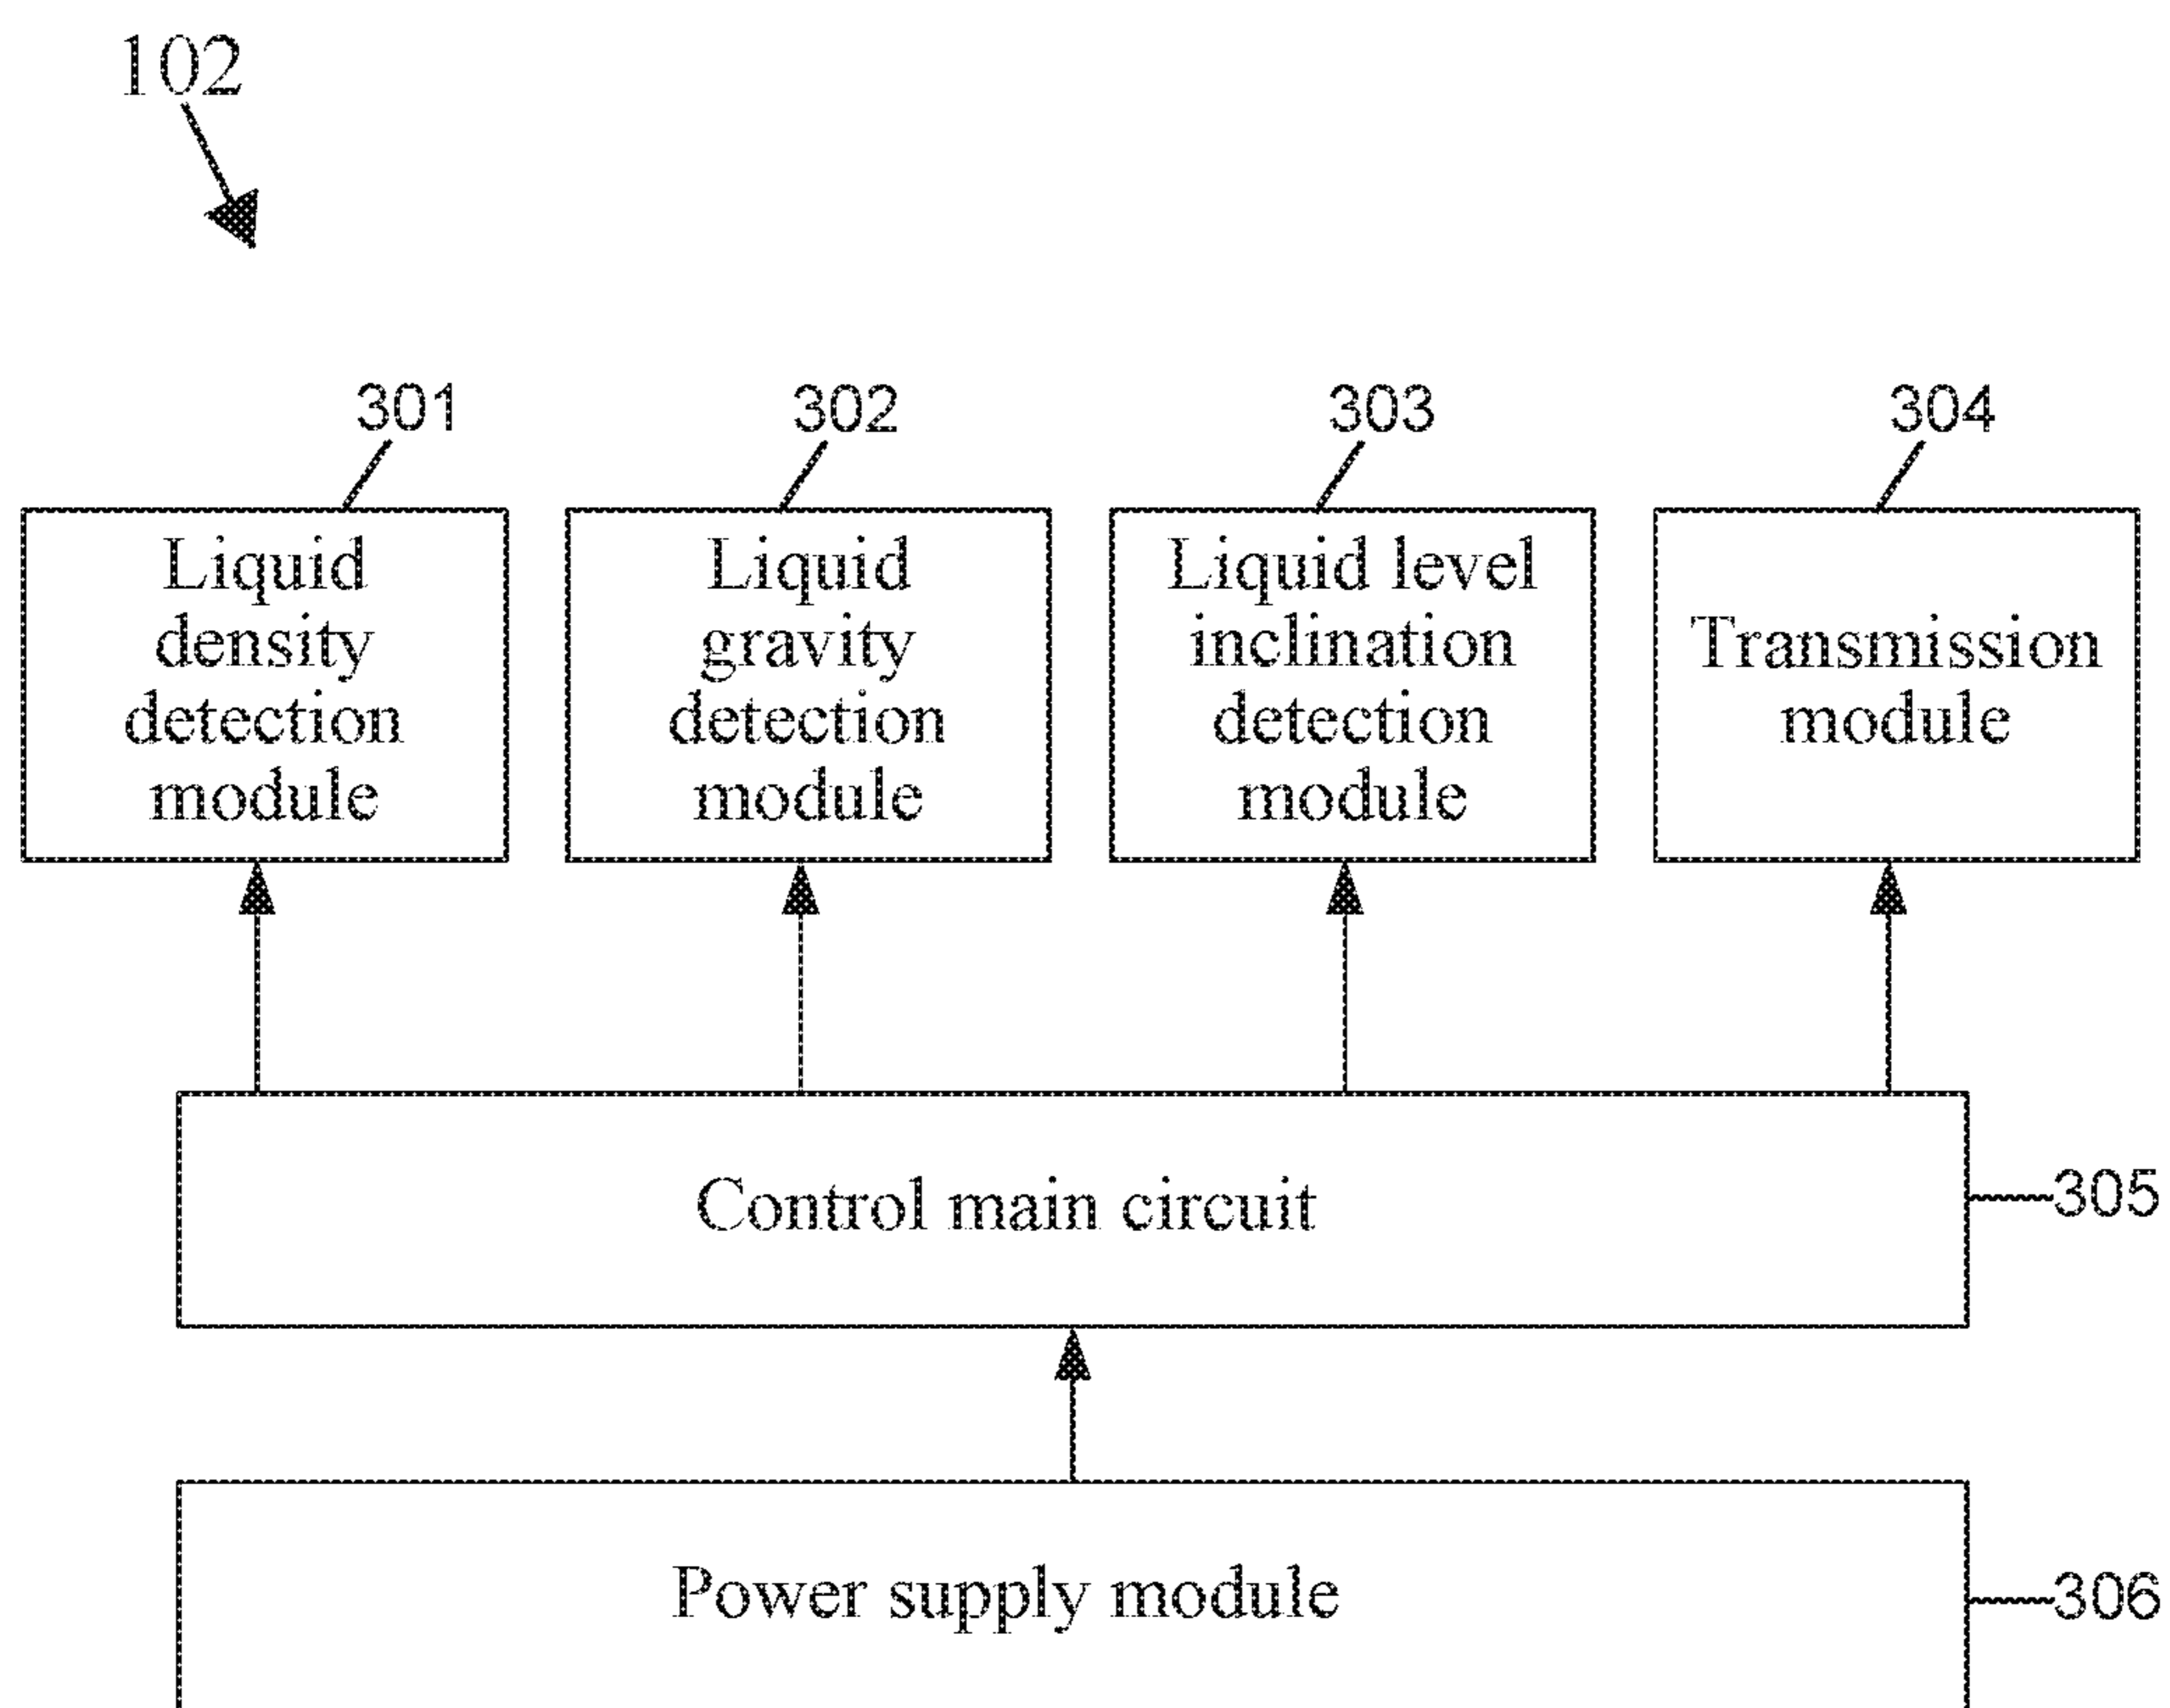 102
301
302
303
304
Liquid
density
detection
module
Liquid
gravity
detection
module
Liquid level
inclination
detection
module
Transmission
module
Control main circuit
305
Power supply module
306